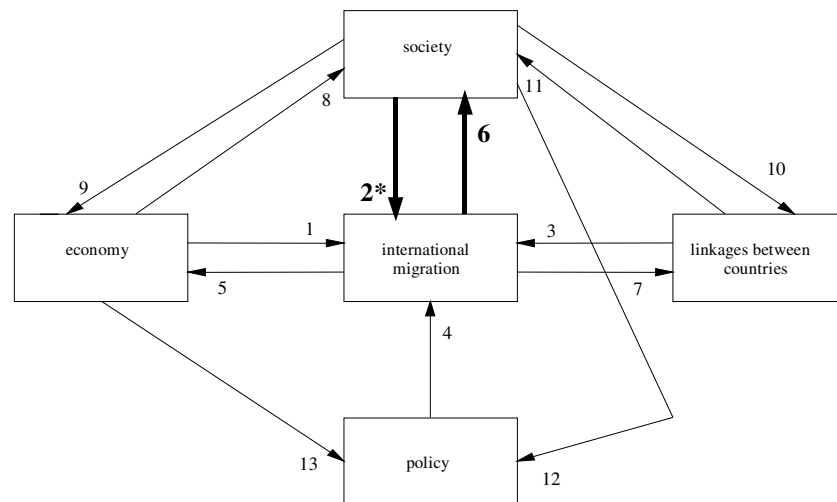 society
8
11
6
9
10
2*
1
3
economy
international
migration
linkages between
countries
5
7
4
13
policy
12